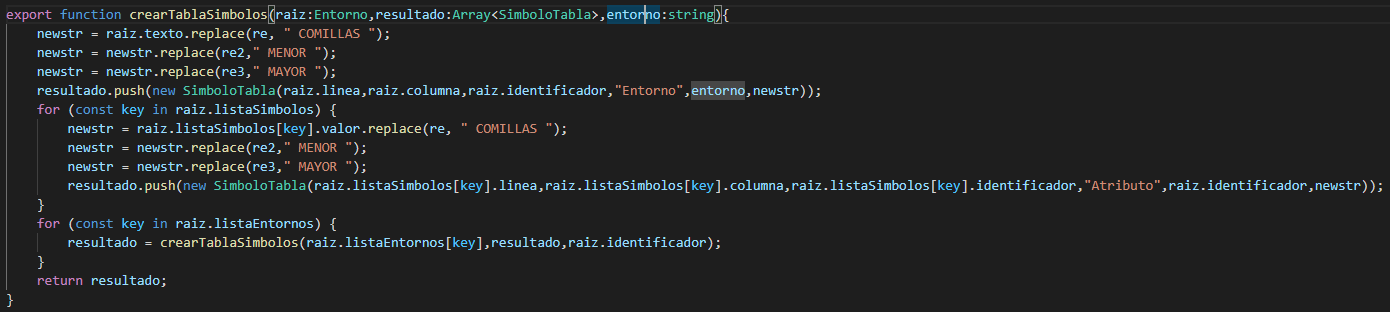 export function crearTablaSimbolos(raiz:Entorno,resultado:Array<SimboloTabla>,entorno:string){
    newstr = raiz.texto.replace(re, " COMILLAS ");
    newstr = newstr.replace(re2," MENOR ");
    newstr = newstr.replace(re3," MAYOR ");
    resultado.push(new SimboloTabla(raiz.linea,raiz.columna,raiz.identificador,"Entorno",entorno,newstr));
    for (const key in raiz.listaSimbolos) {
        newstr = raiz.listaSimbolos[key].valor.replace(re, " COMILLAS ");
        newstr = newstr.replace(re2," MENOR ");
        newstr = newstr.replace(re3," MAYOR ");
        resultado.push(new SimboloTabla(raiz.listaSimbolos[key].linea,raiz.listaSimbolos[key].columna,raiz.listaSimbolos[key].identificador,"Atributo",raiz.identificador,newstr));
    }
    for (const key in raiz.listaEntornos) {
        resultado = crearTablaSimbolos(raiz.listaEntornos[key],resultado,raiz.identificador);
    }
    return resultado;
}